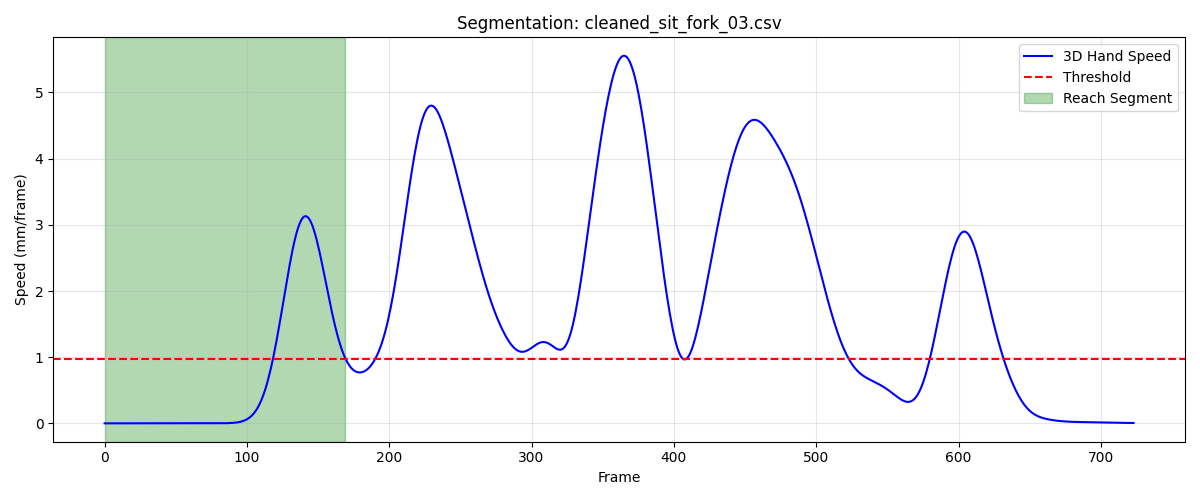 Segmentation: cleaned_sit_fork_03.csv
3D Hand Speed
Threshold
Reach Segment
Speed (mm/frame)
5
4
3
2
1
0
0 100 200 300 400 500 600 700
Frame